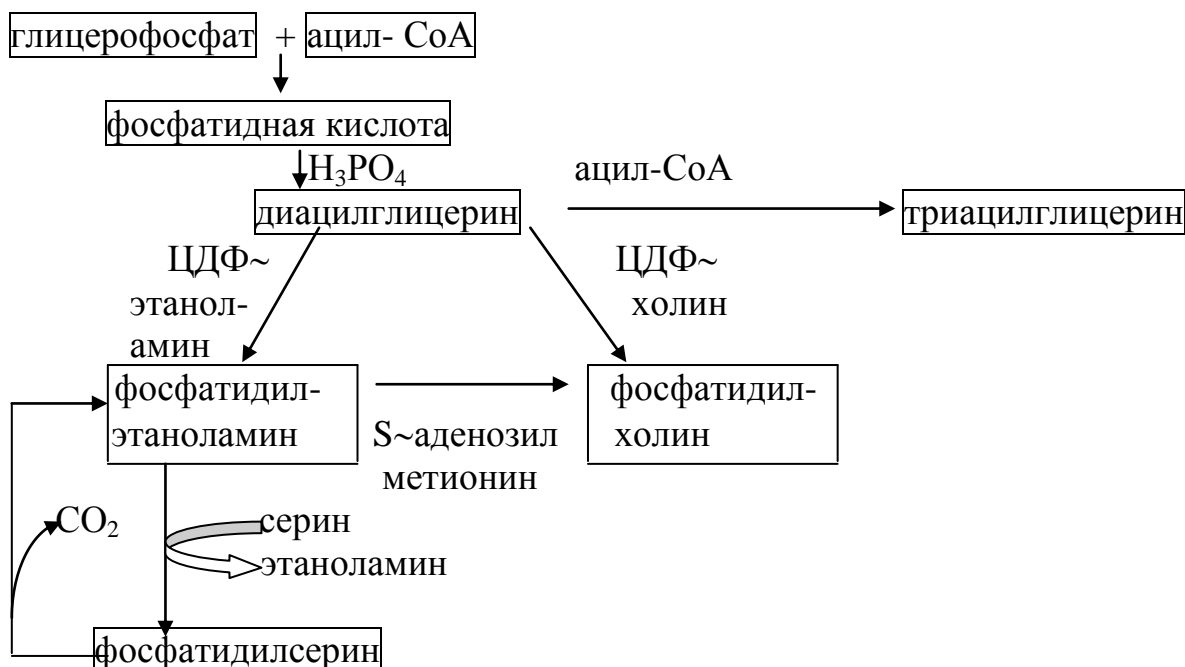 глицерофосфат + ацил- CoA
фосфатидная кислота
H₃PO₄ ацил-CoA
диацилглицерин триацилглицерин
ЦДФ~
этанол-
амин
ЦДФ~
холин
фосфатидил-
этаноламин
S~аденозил
метионин
фосфатидил-
холин
CO₂
серин
этаноламин
фосфатидилсерин